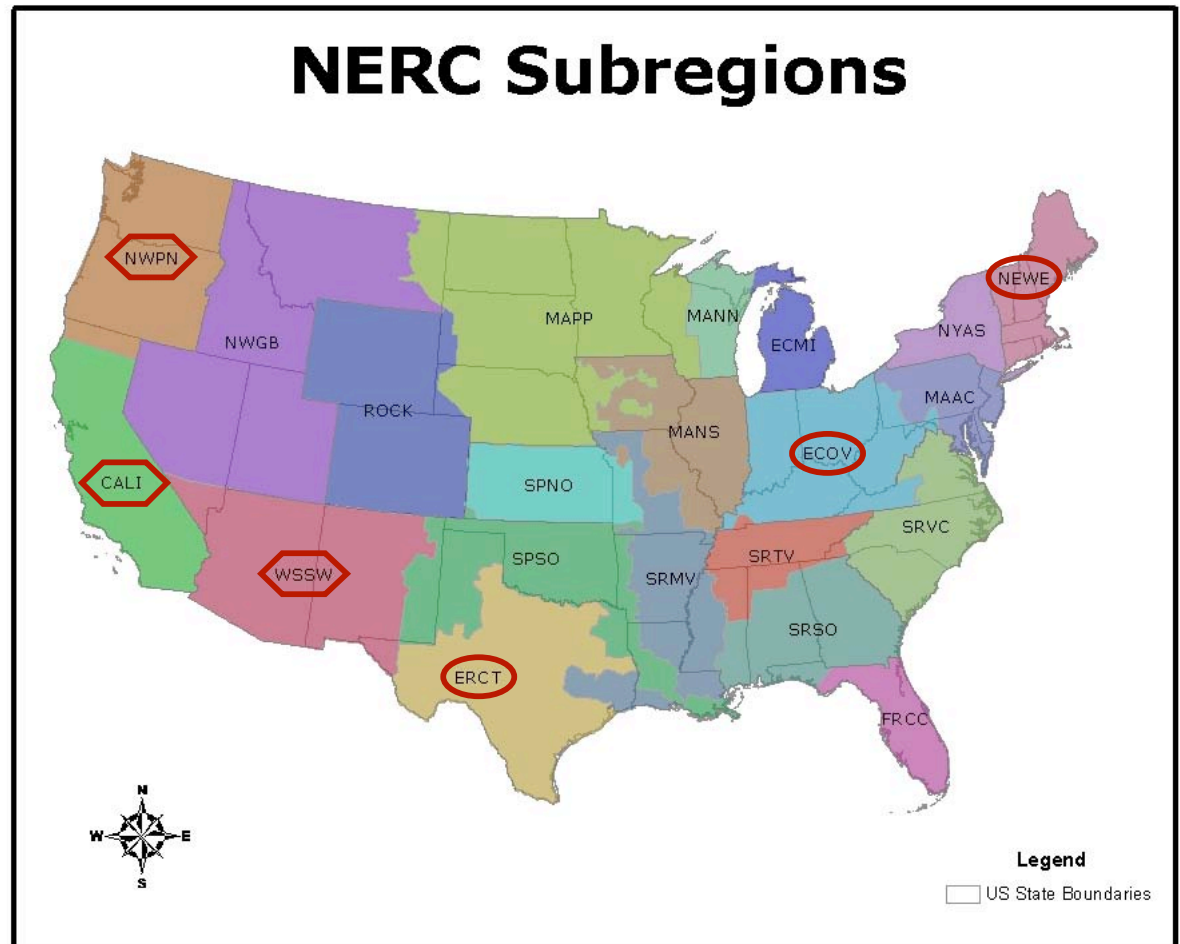 NERC Subregions
NWPN
NEWE
MAPP
MANN
NYAS
NWGB
ECMI
MAAC
ROCK
MANS
ECOV
CALI
SPNO
SRVC
SPSO
SRTV
WSSW
SRMV
SRSO
ERCT
FRCC
N
W E
S
Legend
US State Boundaries